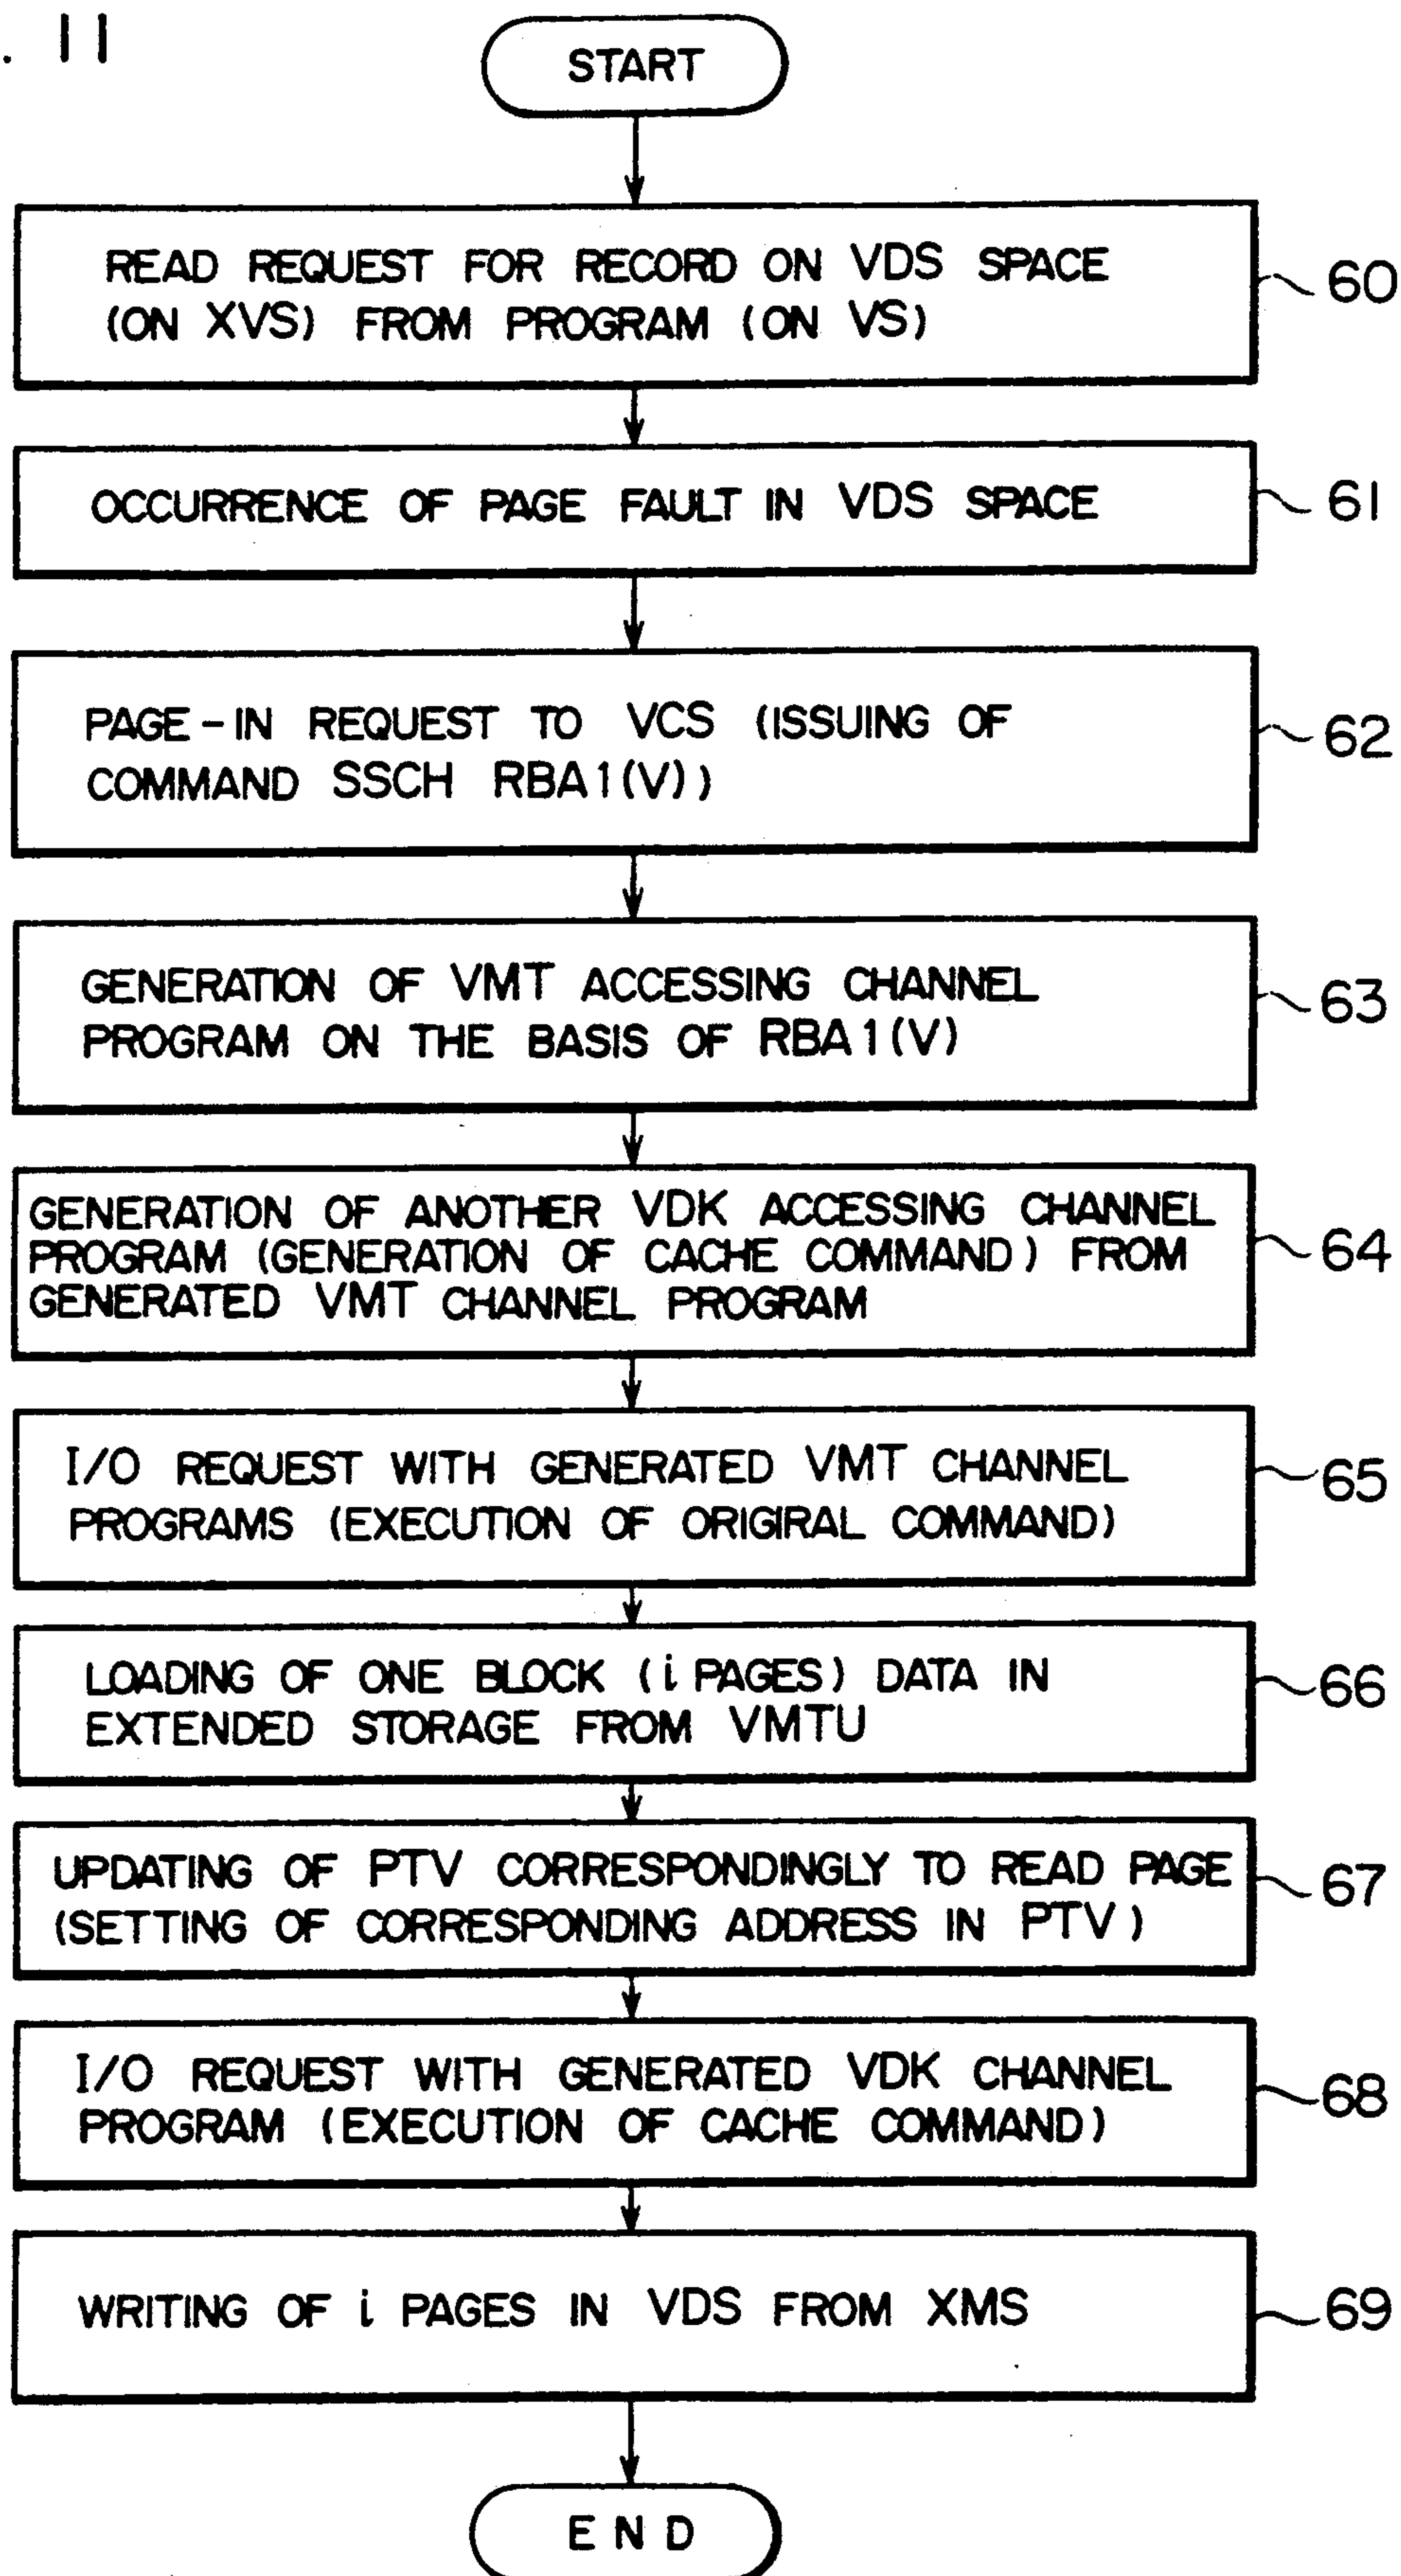 . 11
START
READ REQUEST FOR RECORD ON VDS SPACE
(ON XVS) FROM PROGRAM (ON VS)
60
OCCURRENCE OF PAGE FAULT IN VDS SPACE
61
PAGE-IN REQUEST TO VCS (ISSUING OF
COMMAND SSCH RBA1(V))
62
GENERATION OF VMT ACCESSING CHANNEL
PROGRAM ON THE BASIS OF RBA1(V)
63
GENERATION OF ANOTHER VDK ACCESSING CHANNEL
PROGRAM (GENERATION OF CACHE COMMAND) FROM
GENERATED VMT CHANNEL PROGRAM
64
I/O REQUEST WITH GENERATED VMT CHANNEL
PROGRAMS (EXECUTION OF ORIGIRAL COMMAND)
65
LOADING OF ONE BLOCK (i PAGES) DATA IN
EXTENDED STORAGE FROM VMTU
66
UPDATING OF PTV CORRESPONDINGLY TO READ PAGE
(SETTING OF CORRESPONDING ADDRESS IN PTV)
67
I/O REQUEST WITH GENERATED VDK CHANNEL
PROGRAM (EXECUTION OF CACHE COMMAND)
68
WRITING OF i PAGES IN VDS FROM XMS
69
END